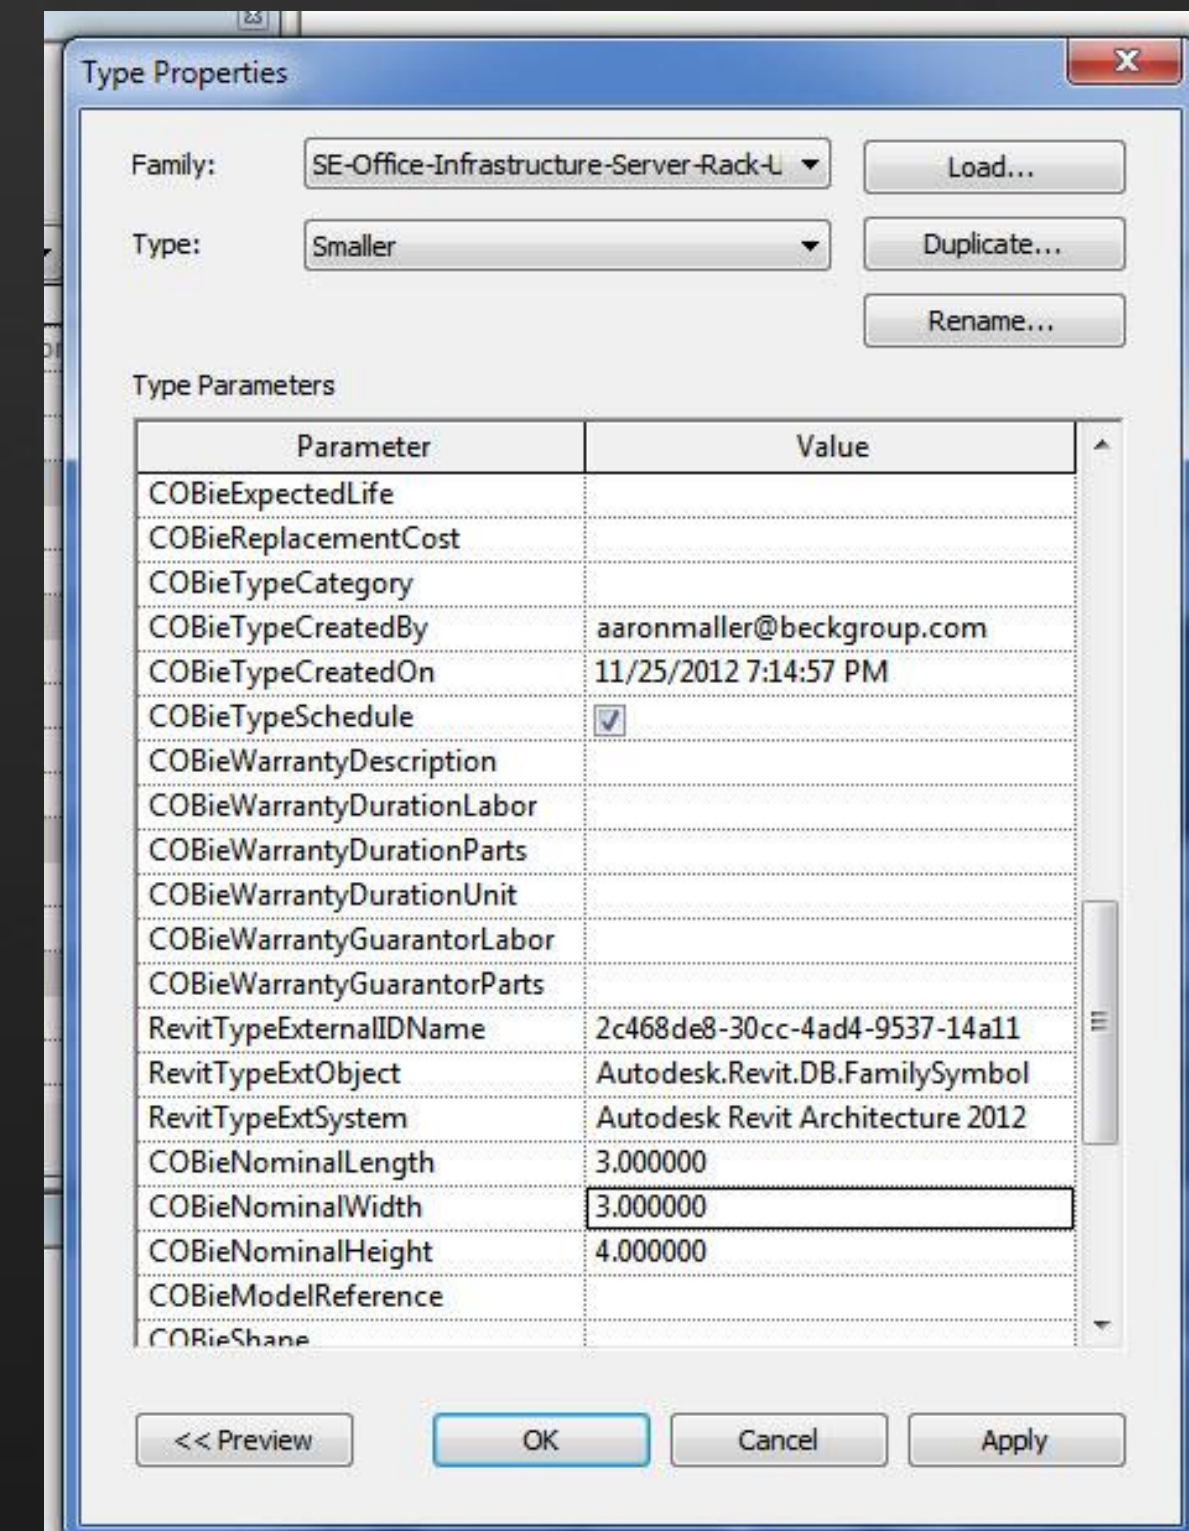 Type Properties
Family: SE-Office-Infrastructure-Server-Rack-U Load...
Type: Smaller Duplicate...
Rename...
Type Parameters
Parameter Value
COBieExpectedLife
COBieReplacementCost
COBieTypeCategory
COBieTypeCreatedBy aaronmaller@beckgroup.com
COBieTypeCreatedOn 11/25/2012 7:14:57 PM
COBieTypeSchedule
COBieWarrantyDescription
COBieWarrantyDurationLabor
COBieWarrantyDurationParts
COBieWarrantyDurationUnit
COBieWarrantyGuarantorLabor
COBieWarrantyGuarantorParts
RevitTypeExternalIDName 2c468de8-30cc-4ad4-9537-14a11
RevitTypeExtObject Autodesk.Revit.DB.FamilySymbol
RevitTypeExtSystem Autodesk Revit Architecture 2012
COBieNominalLength 3.000000
COBieNominalWidth 3.000000
COBieNominalHeight 4.000000
COBieModelReference
COBieShape
<< Preview OK Cancel Apply